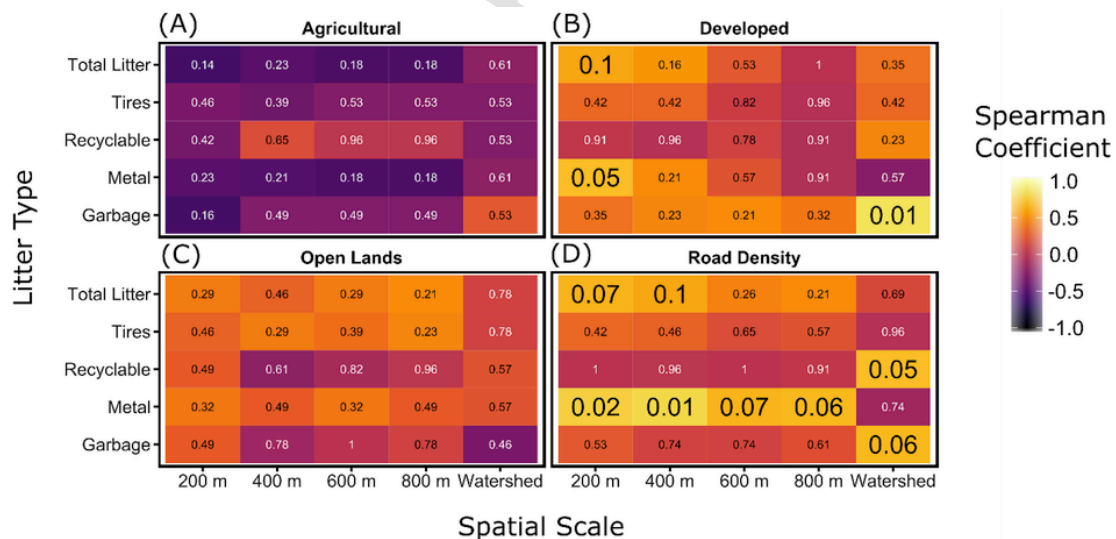 (A) Agricultural (B) Developed
Total Litter 0.14 0.23 0.18 0.18 0.61 0.1 0.16 0.53 1 0.35
Tires 0.46 0.39 0.53 0.53 0.53 0.42 0.42 0.82 0.96 0.42
Recyclable 0.42 0.65 0.96 0.96 0.53 0.91 0.96 0.78 0.91 0.23
Metal 0.23 0.21 0.18 0.18 0.61 0.05 0.21 0.57 0.91 0.57
Garbage 0.16 0.49 0.49 0.49 0.53 0.35 0.23 0.21 0.32 0.01
(C) Open Lands (D) Road Density
Total Litter 0.29 0.46 0.29 0.21 0.78 0.07 0.1 0.26 0.21 0.69
Tires 0.46 0.29 0.39 0.23 0.78 0.42 0.46 0.65 0.57 0.96
Recyclable 0.49 0.61 0.82 0.96 0.57 1 0.96 1 0.91 0.05
Metal 0.32 0.49 0.32 0.49 0.57 0.02 0.01 0.07 0.06 0.74
Garbage 0.49 0.78 1 0.78 0.46 0.53 0.74 0.74 0.61 0.06
200 m 400 m 600 m 800 m Watershed 200 m 400 m 600 m 800 m Watershed
Spatial Scale
Litter Type
Spearman
Coefficient
1.0
0.5
0.0
-0.5
-1.0